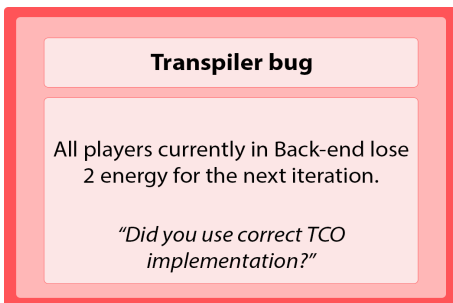 Transpiler bug
All players currently in Back-end lose
2 energy for the next iteration.
“Did you use correct TCO
implementation?”